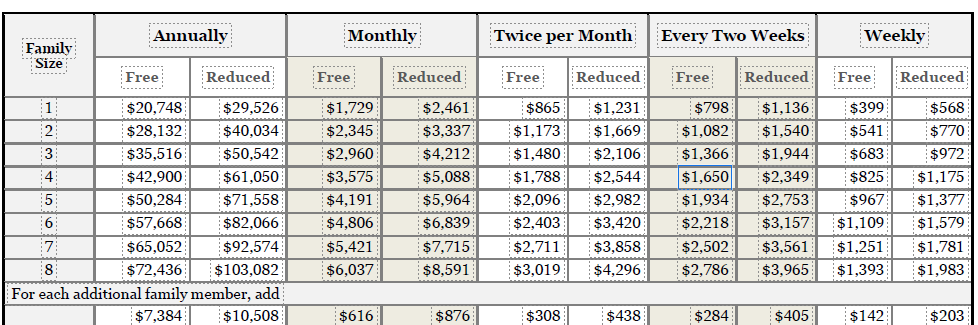 Family Size Annually Monthly Twice per Month Every Two Weeks Weekly
Free Reduced Free Reduced Free Reduced Free Reduced Free Reduced
1 $20,748 $29,526 $1,729 $2,461 $865 $1,231 $798 $1,136 $399 $568
2 $28,132 $40,034 $2,345 $3,337 $1,173 $1,669 $1,082 $1,540 $541 $770
3 $35,516 $50,542 $2,960 $4,212 $1,480 $2,106 $1,366 $1,944 $683 $972
4 $42,900 $61,050 $3,575 $5,088 $1,788 $2,544 $1,650 $2,349 $825 $1,175
5 $50,284 $71,558 $4,191 $5,964 $2,096 $2,982 $1,934 $2,753 $967 $1,377
6 $57,668 $82,066 $4,806 $6,839 $2,403 $3,420 $2,218 $3,157 $1,109 $1,579
7 $65,052 $92,574 $5,421 $7,715 $2,711 $3,858 $2,502 $3,561 $1,251 $1,781
8 $72,436 $103,082 $6,037 $8,591 $3,019 $4,296 $2,786 $3,965 $1,393 $1,983
For each additional family member, add
$7,384 $10,508 $616 $876 $308 $438 $284 $405 $142 $203